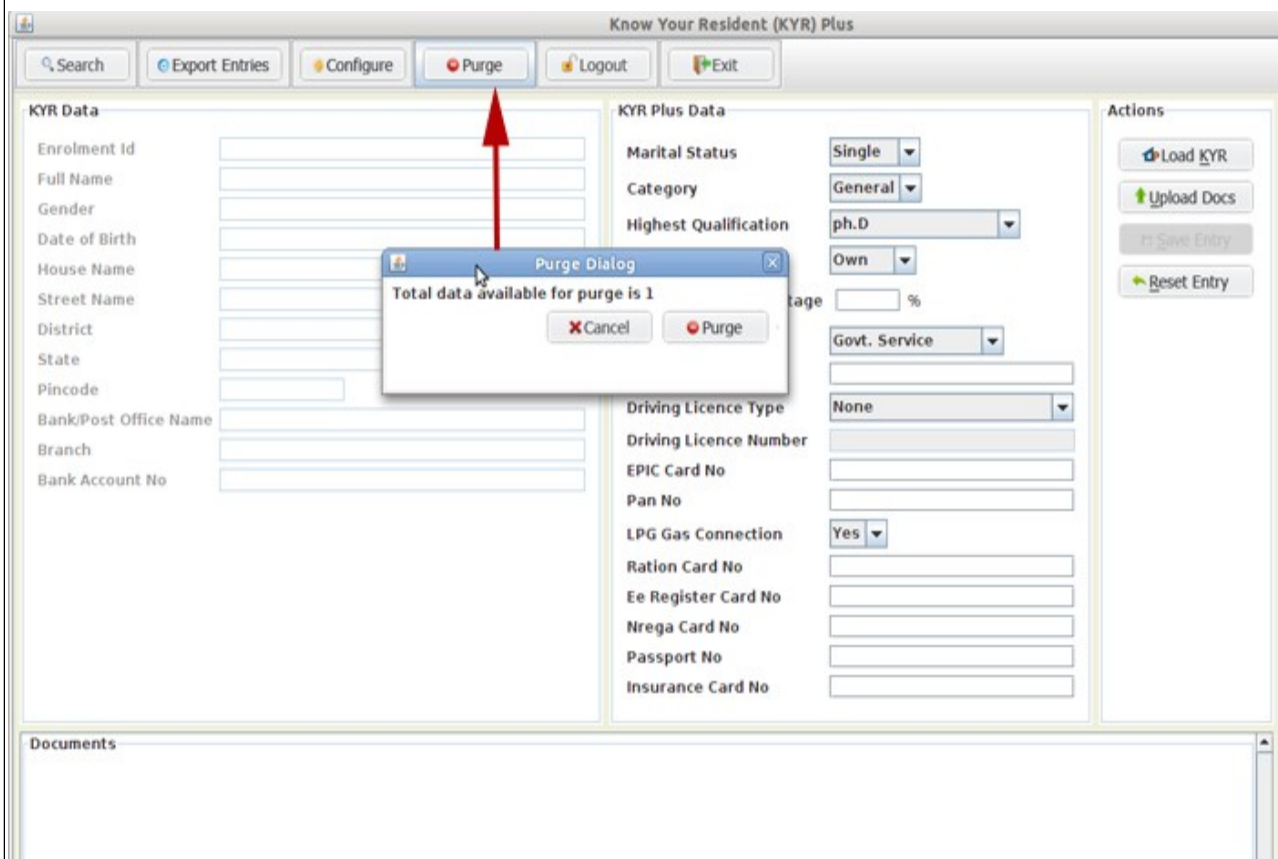 Know Your Resident (KYR) Plus
Search Export Entries Configure Purge Logout Exit
KYR Data
Enrolment Id
Full Name
Gender
Date of Birth
House Name
Street Name
District
State
Pincode
Bank/Post Office Name
Branch
Bank Account No
Purge Dialog
Total data available for purge is 1
Cancel Purge
KYR Plus Data
Marital Status Single
Category General
Highest Qualification ph.D
Own
tage %
Govt. Service
Driving Licence Type None
Driving Licence Number
EPIC Card No
Pan No
LPG Gas Connection Yes
Ration Card No
Ee Register Card No
Nrega Card No
Passport No
Insurance Card No
Actions
Load KYR
Upload Docs
Save Entry
Reset Entry
Documents